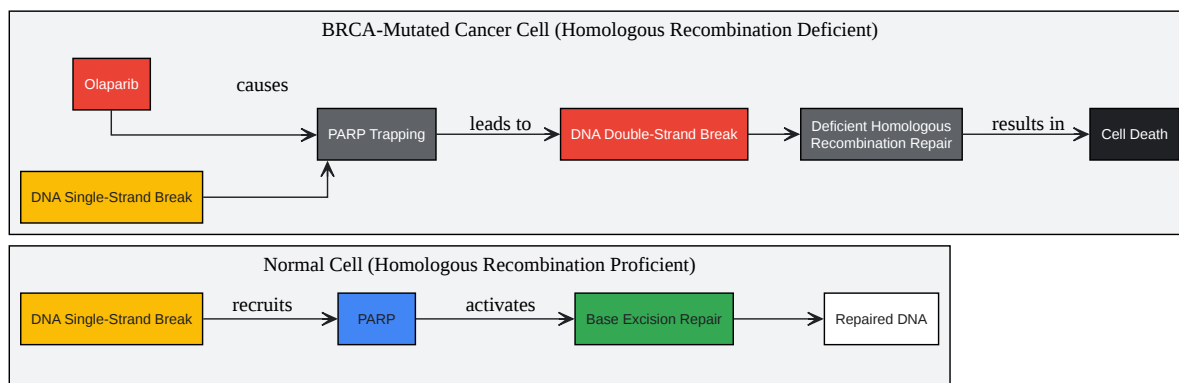 BRCA-Mutated Cancer Cell (Homologous Recombination Deficient)
Olaparib
causes
PARP Trapping
leads to
DNA Double-Strand Break
Deficient Homologous
Recombination Repair
results in
Cell Death
DNA Single-Strand Break
Normal Cell (Homologous Recombination Proficient)
DNA Single-Strand Break
recruits
PARP
activates
Base Excision Repair
Repaired DNA